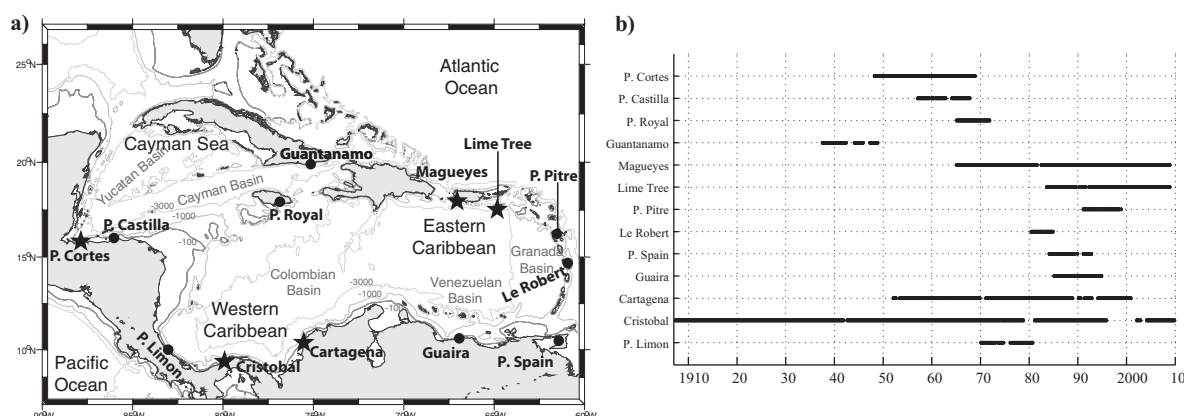 a)
b)
25°N
20°N
15°N
10°N
Atlantic
Ocean
Cayman Sea
Yucatan Basin
Cayman Basin
Guantanamo
Lime Tree
Magueyes
P. Pitre
P. Royal
P. Castilla
P. Cortes
-3000
-1000
-100
Eastern
Caribbean
Granada
Basin
Le Robert
Colombian
Basin
Venezuelan
Basin
-3000
-1000
Western
Caribbean
P. Limon
Cristobal
Cartagena
Guaira
P. Spain
Pacific
Ocean
P. Cortes
P. Castilla
P. Royal
Guantanamo
Magueyes
Lime Tree
P. Pitre
Le Robert
P. Spain
Guaira
Cartagena
Cristobal
P. Limon
1910 20 30 40 50 60 70 80 90 2000 10